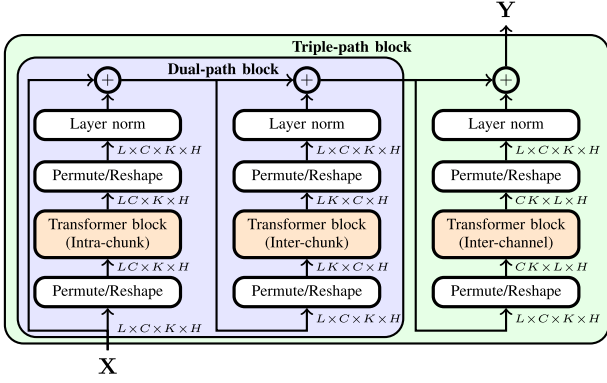 Y
Triple-path block
Dual-path block
+
+
+
Layer norm
Layer norm
Layer norm
L×C×K×H
L×C×K×H
L×C×K×H
Permute/Reshape
Permute/Reshape
Permute/Reshape
LC×K×H
LK×C×H
CK×L×H
Transformer block
(Intra-chunk)
Transformer block
(Inter-chunk)
Transformer block
(Inter-channel)
LC×K×H
LK×C×H
CK×L×H
Permute/Reshape
Permute/Reshape
Permute/Reshape
L×C×K×H
L×C×K×H
L×C×K×H
X